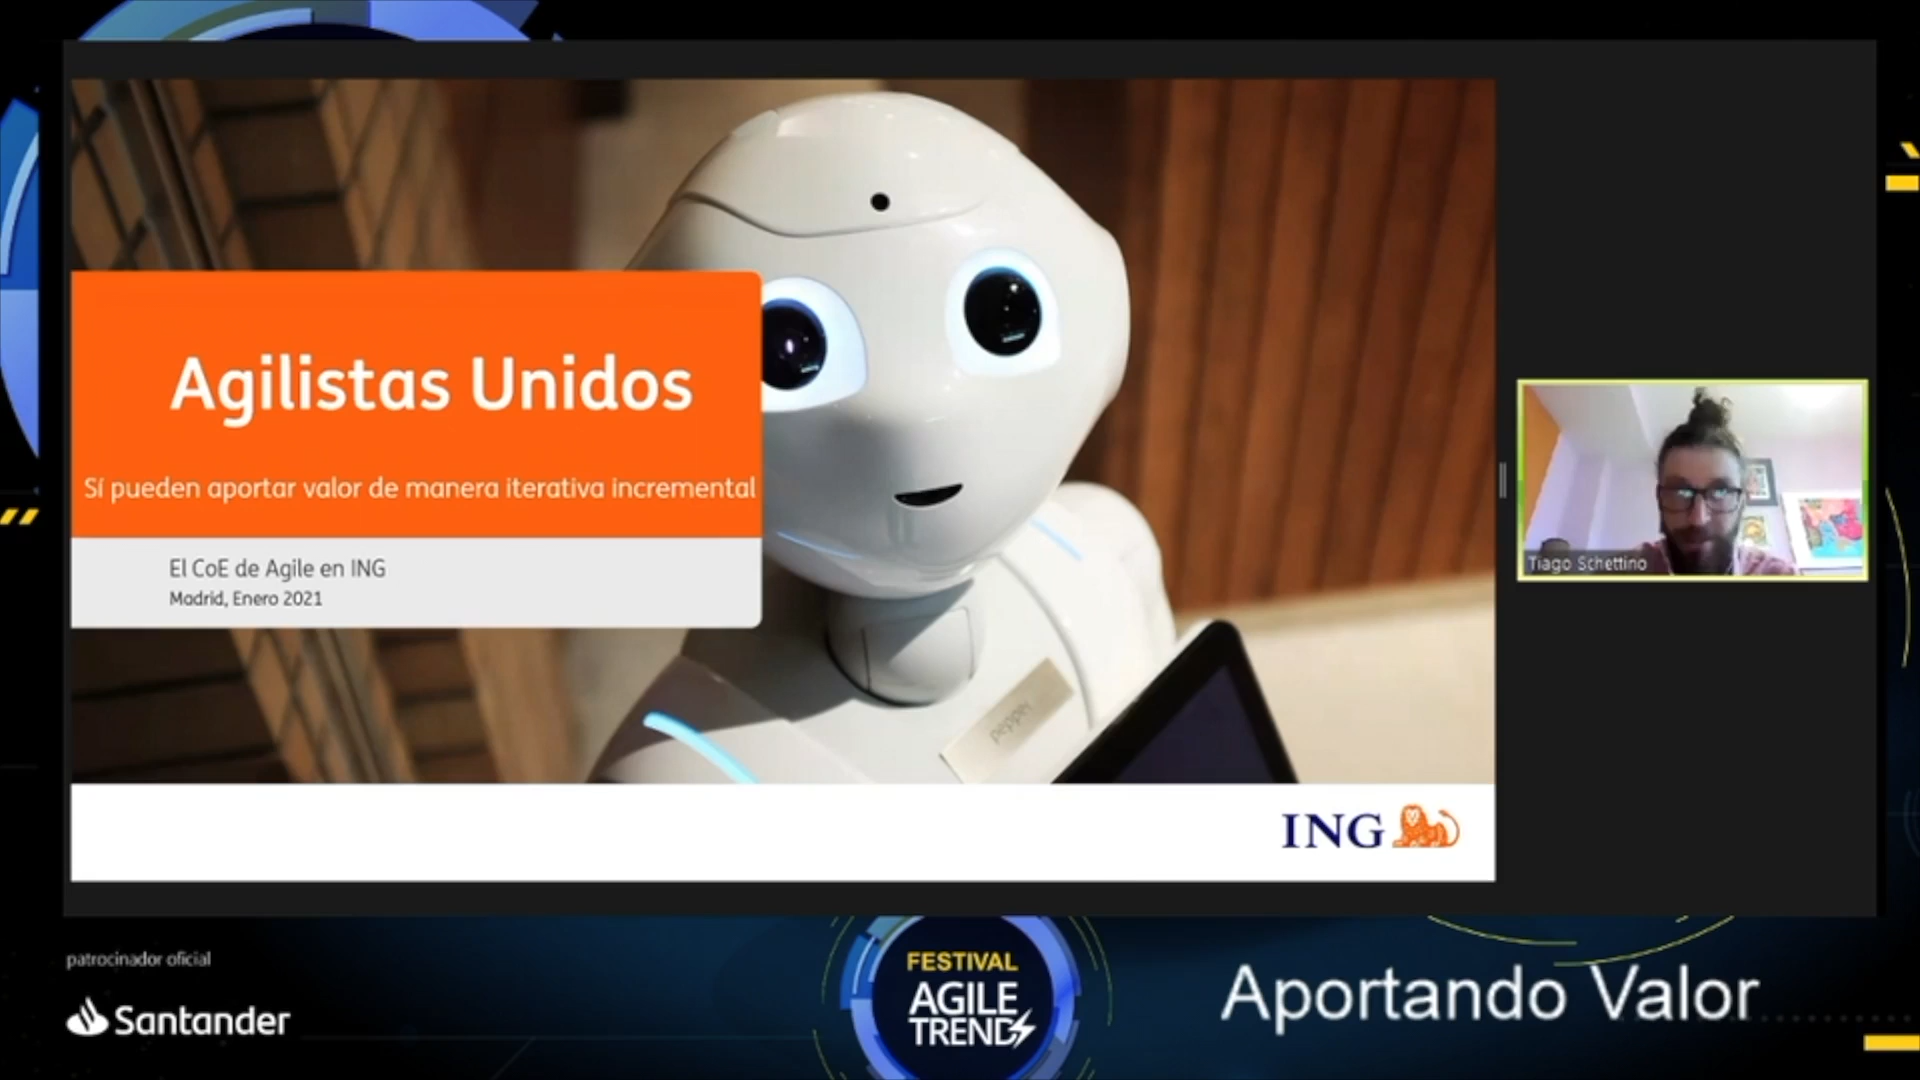 Agilistas Unidos
Sí pueden aportar valor de manera iterativa incremental
El CoE de Agile en ING
Madrid, Enero 2021
pepper
ING
Tiago Schettino
patrocinador oficial
Santander
FESTIVAL
AGILE
TRENDS
Aportando Valor